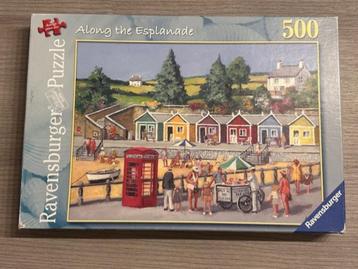 Along the Esplanade
500
Ravensburger Puzzle
Ravensburger